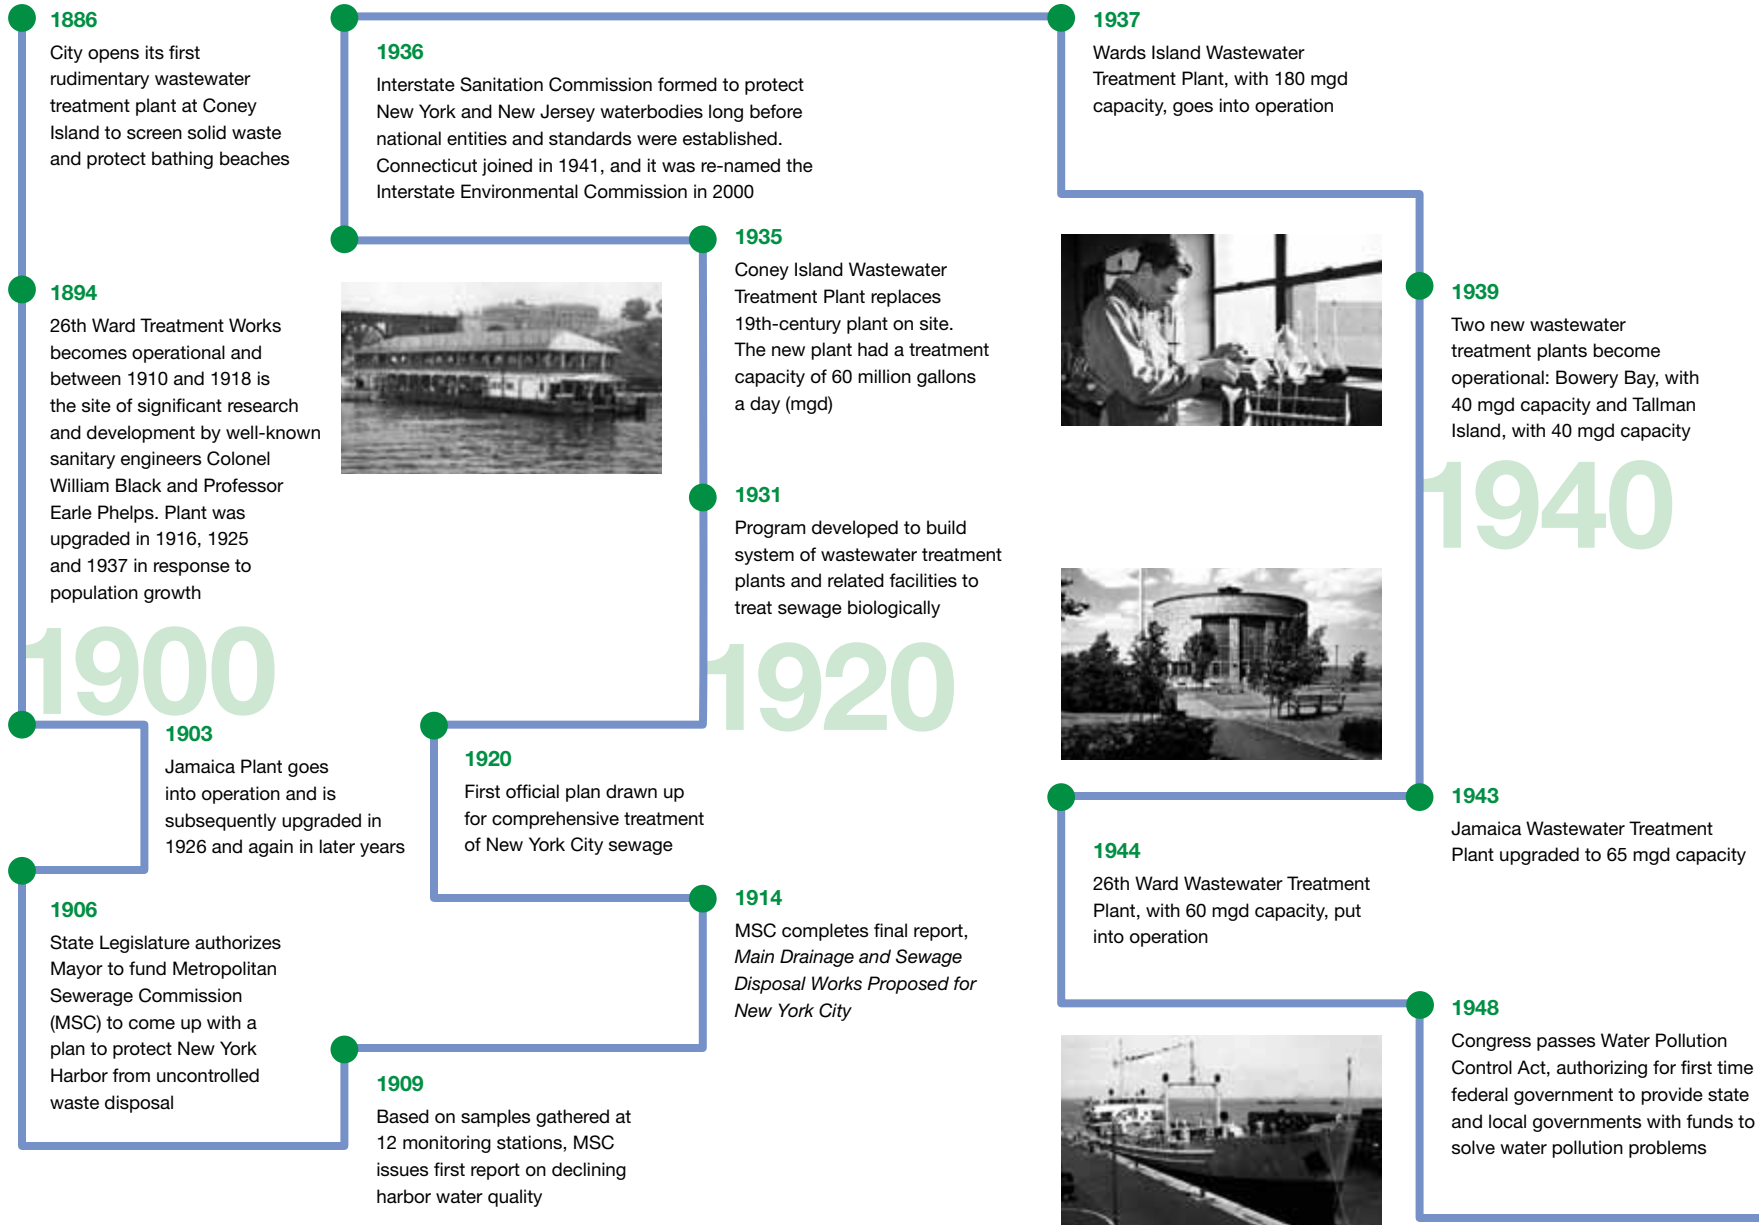 1886
City opens its first
rudimentary wastewater
treatment plant at Coney
Island to screen solid waste
and protect bathing beaches
1894
26th Ward Treatment Works
becomes operational and
between 1910 and 1918 is
the site of significant research
and development by well-known
sanitary engineers Colonel
William Black and Professor
Earle Phelps. Plant was
upgraded in 1916, 1925
and 1937 in response to
population growth
1900
1903
Jamaica Plant goes
into operation and is
subsequently upgraded in
1926 and again in later years
1906
State Legislature authorizes
Mayor to fund Metropolitan
Sewerage Commission
(MSC) to come up with a
plan to protect New York
Harbor from uncontrolled
waste disposal
1909
Based on samples gathered at
12 monitoring stations, MSC
issues first report on declining
harbor water quality
1914
MSC completes final report,
Main Drainage and Sewage
Disposal Works Proposed for
New York City
1920
First official plan drawn up
for comprehensive treatment
of New York City sewage
1920
1931
Program developed to build
system of wastewater treatment
plants and related facilities to
treat sewage biologically
1935
Coney Island Wastewater
Treatment Plant replaces
19th-century plant on site.
The new plant had a treatment
capacity of 60 million gallons
a day (mgd)
1936
Interstate Sanitation Commission formed to protect
New York and New Jersey waterbodies long before
national entities and standards were established.
Connecticut joined in 1941, and it was re-named the
Interstate Environmental Commission in 2000
1937
Wards Island Wastewater
Treatment Plant, with 180 mgd
capacity, goes into operation
1939
Two new wastewater
treatment plants become
operational: Bowery Bay, with
40 mgd capacity and Tallman
Island, with 40 mgd capacity
1940
1943
Jamaica Wastewater Treatment
Plant upgraded to 65 mgd capacity
1944
26th Ward Wastewater Treatment
Plant, with 60 mgd capacity, put
into operation
1948
Congress passes Water Pollution
Control Act, authorizing for first time
federal government to provide state
and local governments with funds to
solve water pollution problems